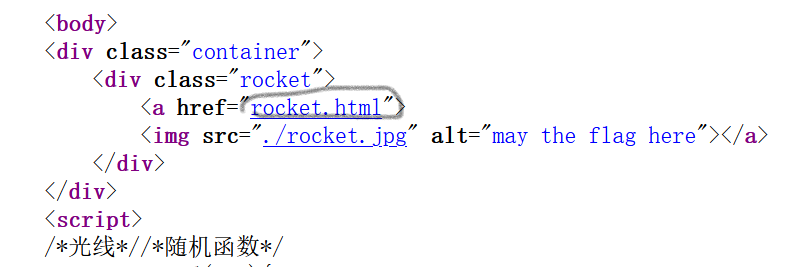 <body>
<div class="container">
<div class="rocket">
<a href="rocket.html">
<img src="./rocket.jpg" alt="may the flag here"></a>
</div>
</div>
<script>
/*光线*//*随机函数*/